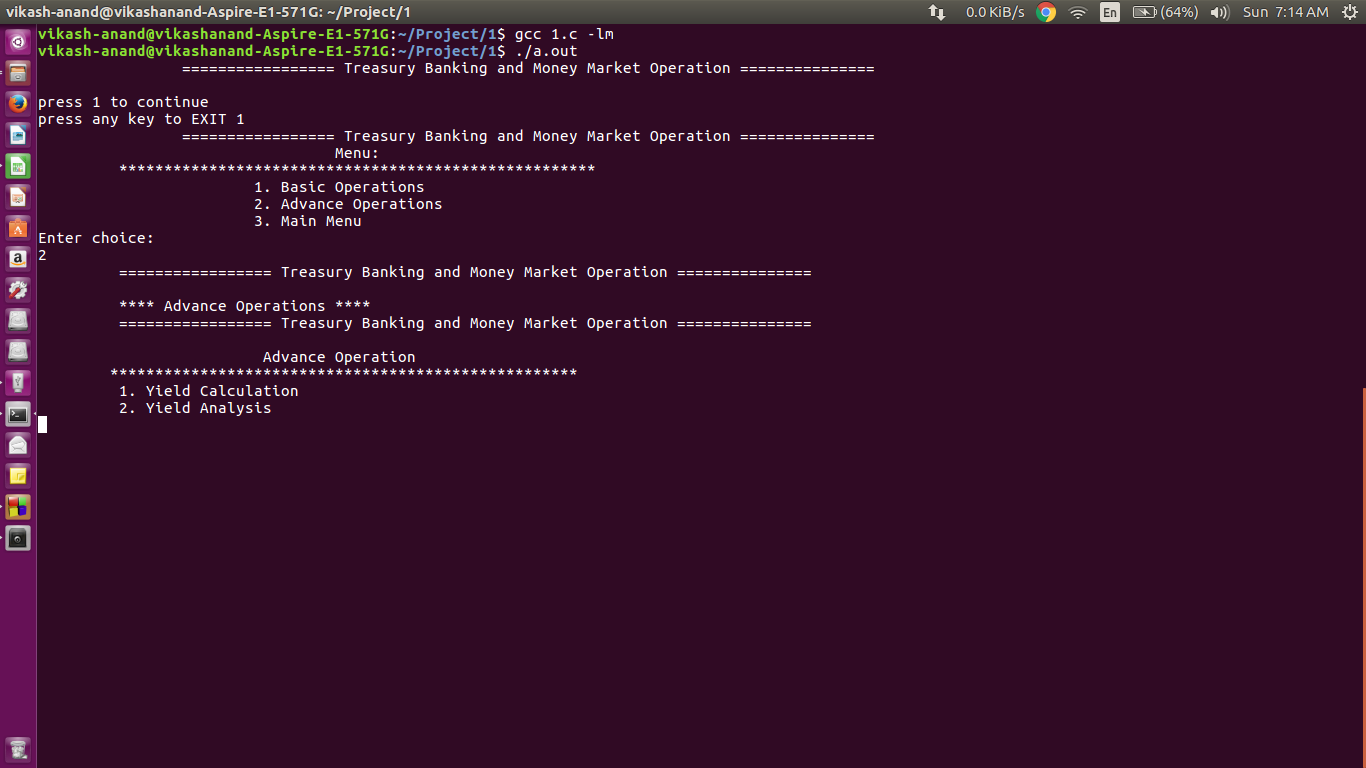 vikash-anand@vikashanand-Aspire-E1-571G: ~/Project/1 0.0 KiB/s En (64%) Sun 7:14 AM
vikash-anand@vikashanand-Aspire-E1-571G:~/Project/1$ gcc 1.c -lm
vikash-anand@vikashanand-Aspire-E1-571G:~/Project/1$ ./a.out
================= Treasury Banking and Money Market Operation ===============
press 1 to continue
press any key to EXIT 1
================= Treasury Banking and Money Market Operation ===============
Menu:
*****************************************************
1. Basic Operations
2. Advance Operations
3. Main Menu
Enter choice:
2
================= Treasury Banking and Money Market Operation ===============
**** Advance Operations ****
================= Treasury Banking and Money Market Operation ===============
Advance Operation
****************************************************
1. Yield Calculation
2. Yield Analysis